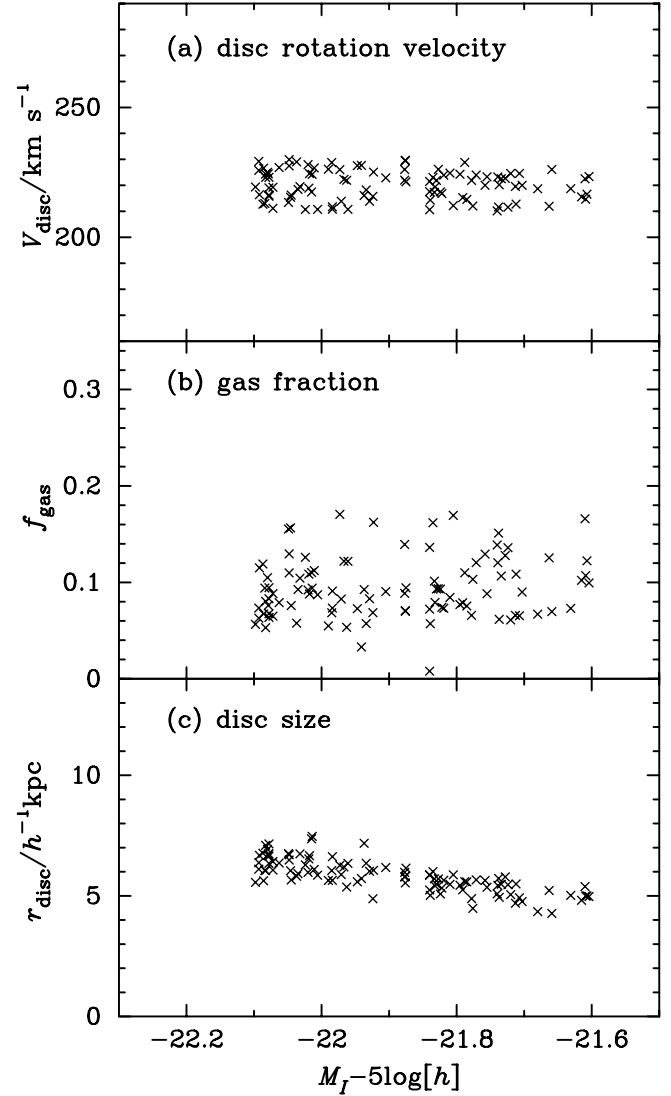 (a) disc rotation velocity
250
200
V_disc/km s^−1
(b) gas fraction
0.3
0.2
0.1
0
f_gas
(c) disc size
10
5
0
r_disc/h^−1kpc
−22.2 −22 −21.8 −21.6
M_I−5log[h]